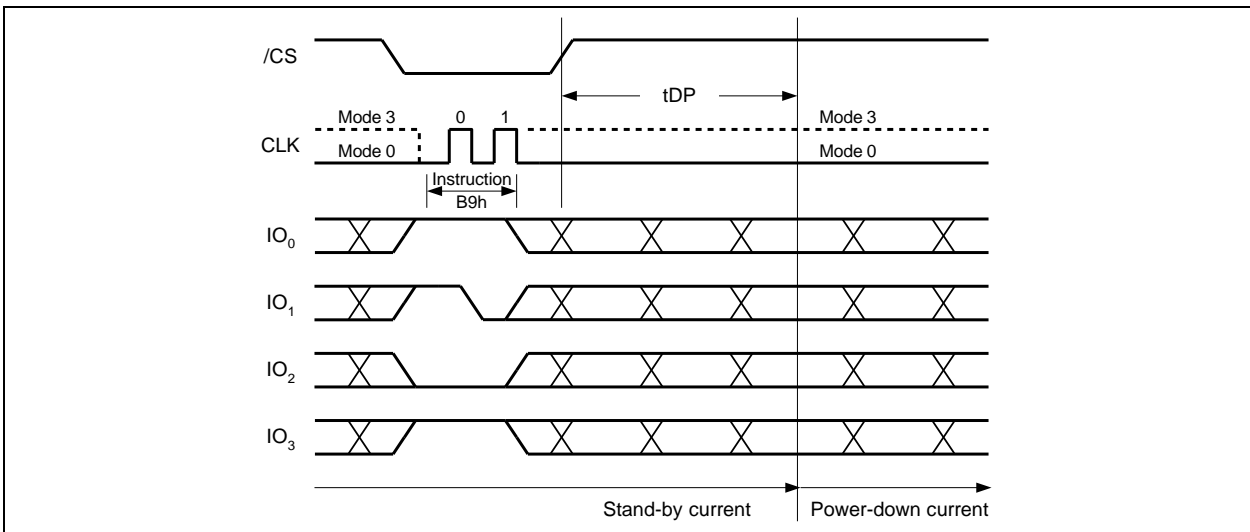 /CS
tDP
Mode 3 0 1 Mode 3
CLK
Mode 0 Mode 0
Instruction
B9h
IO0
IO1
IO2
IO3
Stand-by current Power-down current